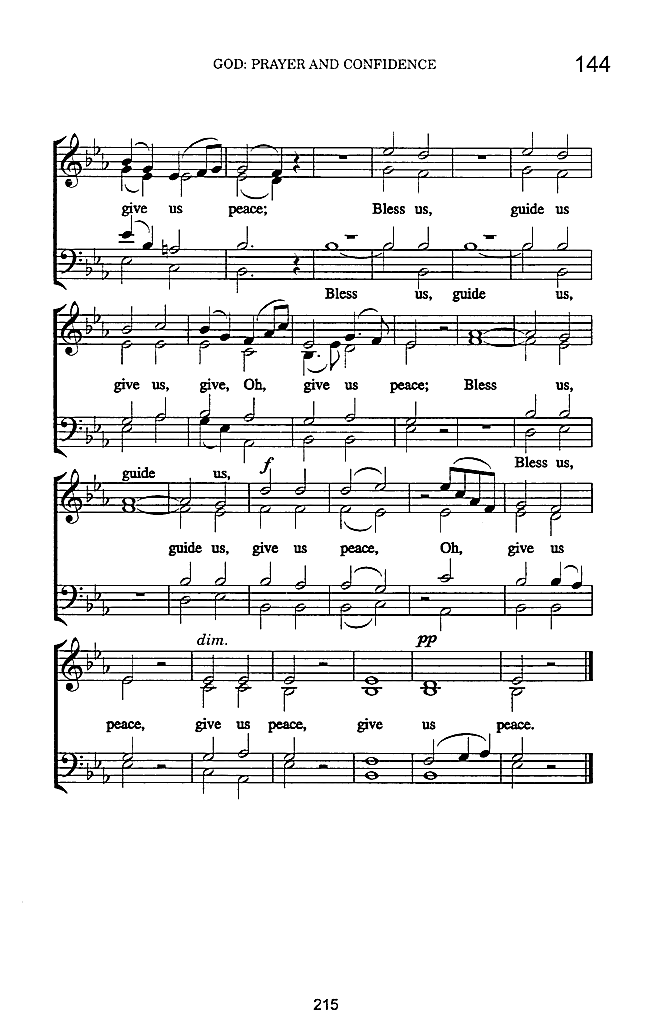 GOD: PRAYER AND CONFIDENCE
144
give us peace; Bless us, guide us
Bless us, guide us,
give us, give, Oh, give us peace; Bless us,
Bless us,
guide us, f
guide us, give us peace, Oh, give us
dim. pp
peace, give us peace, give us peace.
215